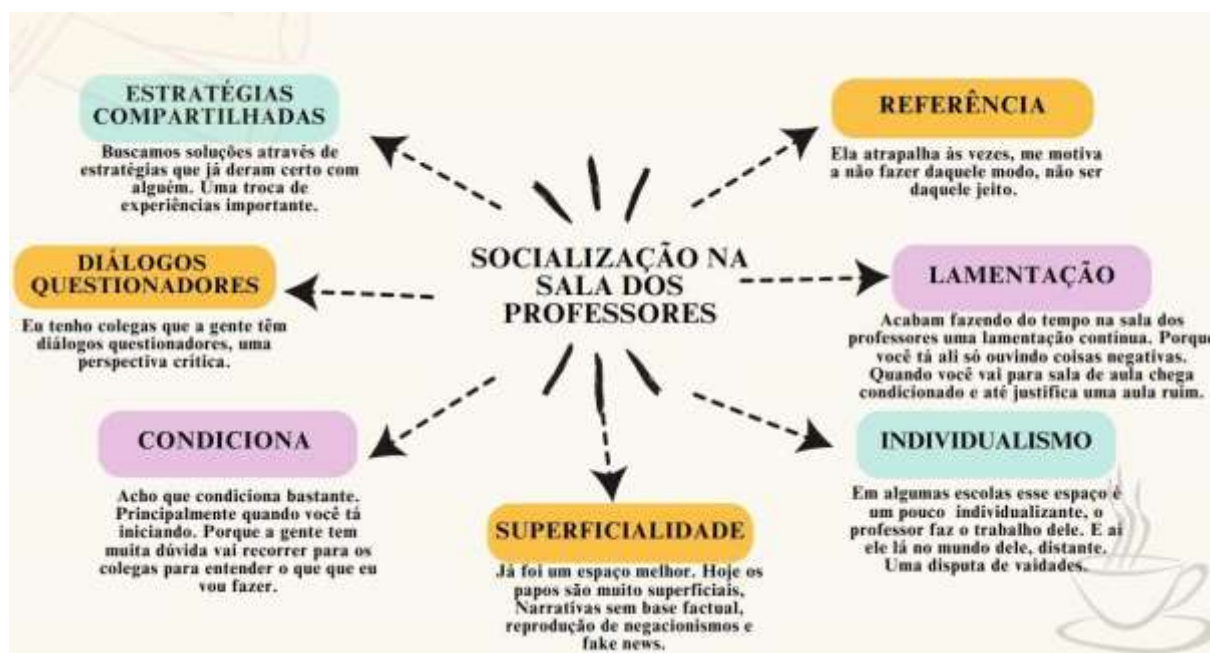 ESTRATÉGIAS
COMPARTILHADAS
Buscamos soluções através de
estratégias que já deram certo com
alguém. Uma troca de
experiências importante.
REFERÊNCIA
Ela atrapalha às vezes, me motiva
a não fazer daquele modo, não ser
daquele jeito.
SOCIALIZAÇÃO NA
SALA DOS
PROFESSORES
DIÁLOGOS
QUESTIONADORES
Eu tenho colegas que a gente têm
diálogos questionadores, uma
perspectiva crítica.
LAMENTAÇÃO
Acabam fazendo do tempo na sala dos
professores uma lamentação contínua. Porque
você tá ali só ouvindo coisas negativas.
Quando você vai para sala de aula chega
condicionado e até justifica uma aula ruim.
CONDICIONA
Acho que condiciona bastante.
Principalmente quando você tá
iniciando. Porque a gente tem
muita dúvida vai recorrer para os
colegas para entender o que que eu
vou fazer.
SUPERFICIALIDADE
Já foi um espaço melhor. Hoje os
papos são muito superficiais,
Narrativas sem base factual,
reprodução de negacionismos e
fake news.
INDIVIDUALISMO
Em algumas escolas esse espaço é
um pouco individualizante, o
professor faz o trabalho dele. E aí
ele lá no mundo dele, distante.
Uma disputa de vaidades.